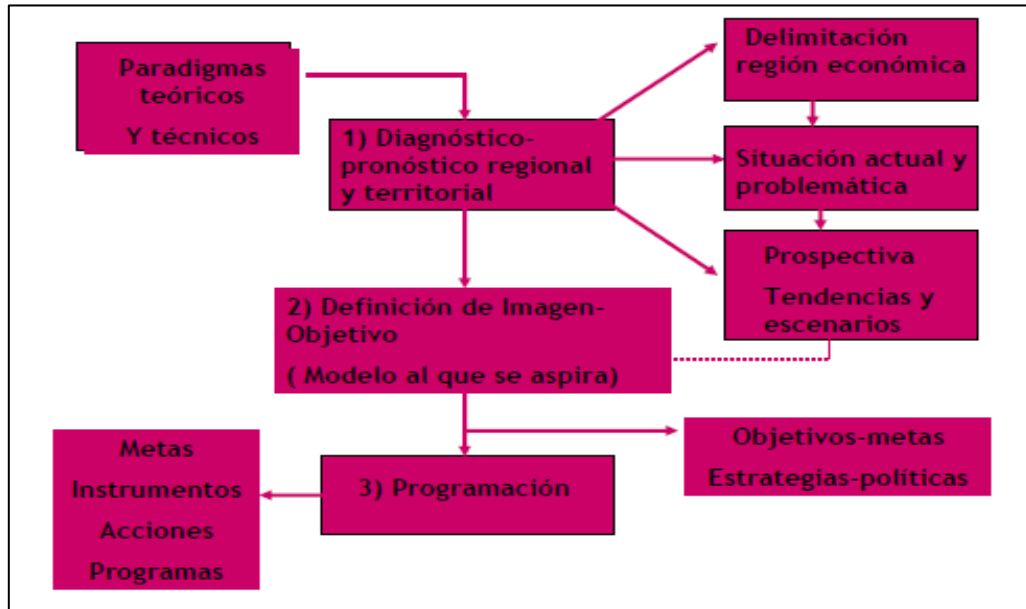 Paradigmas
teóricos
Y técnicos
1) Diagnóstico-
pronóstico regional
y territorial
Delimitación
región económica
Situación actual y
problemática
Prospectiva
Tendencias y
escenarios
2) Definición de Imagen-
Objetivo
( Modelo al que se aspira)
Objetivos-metas
Estrategias-políticas
3) Programación
Metas
Instrumentos
Acciones
Programas